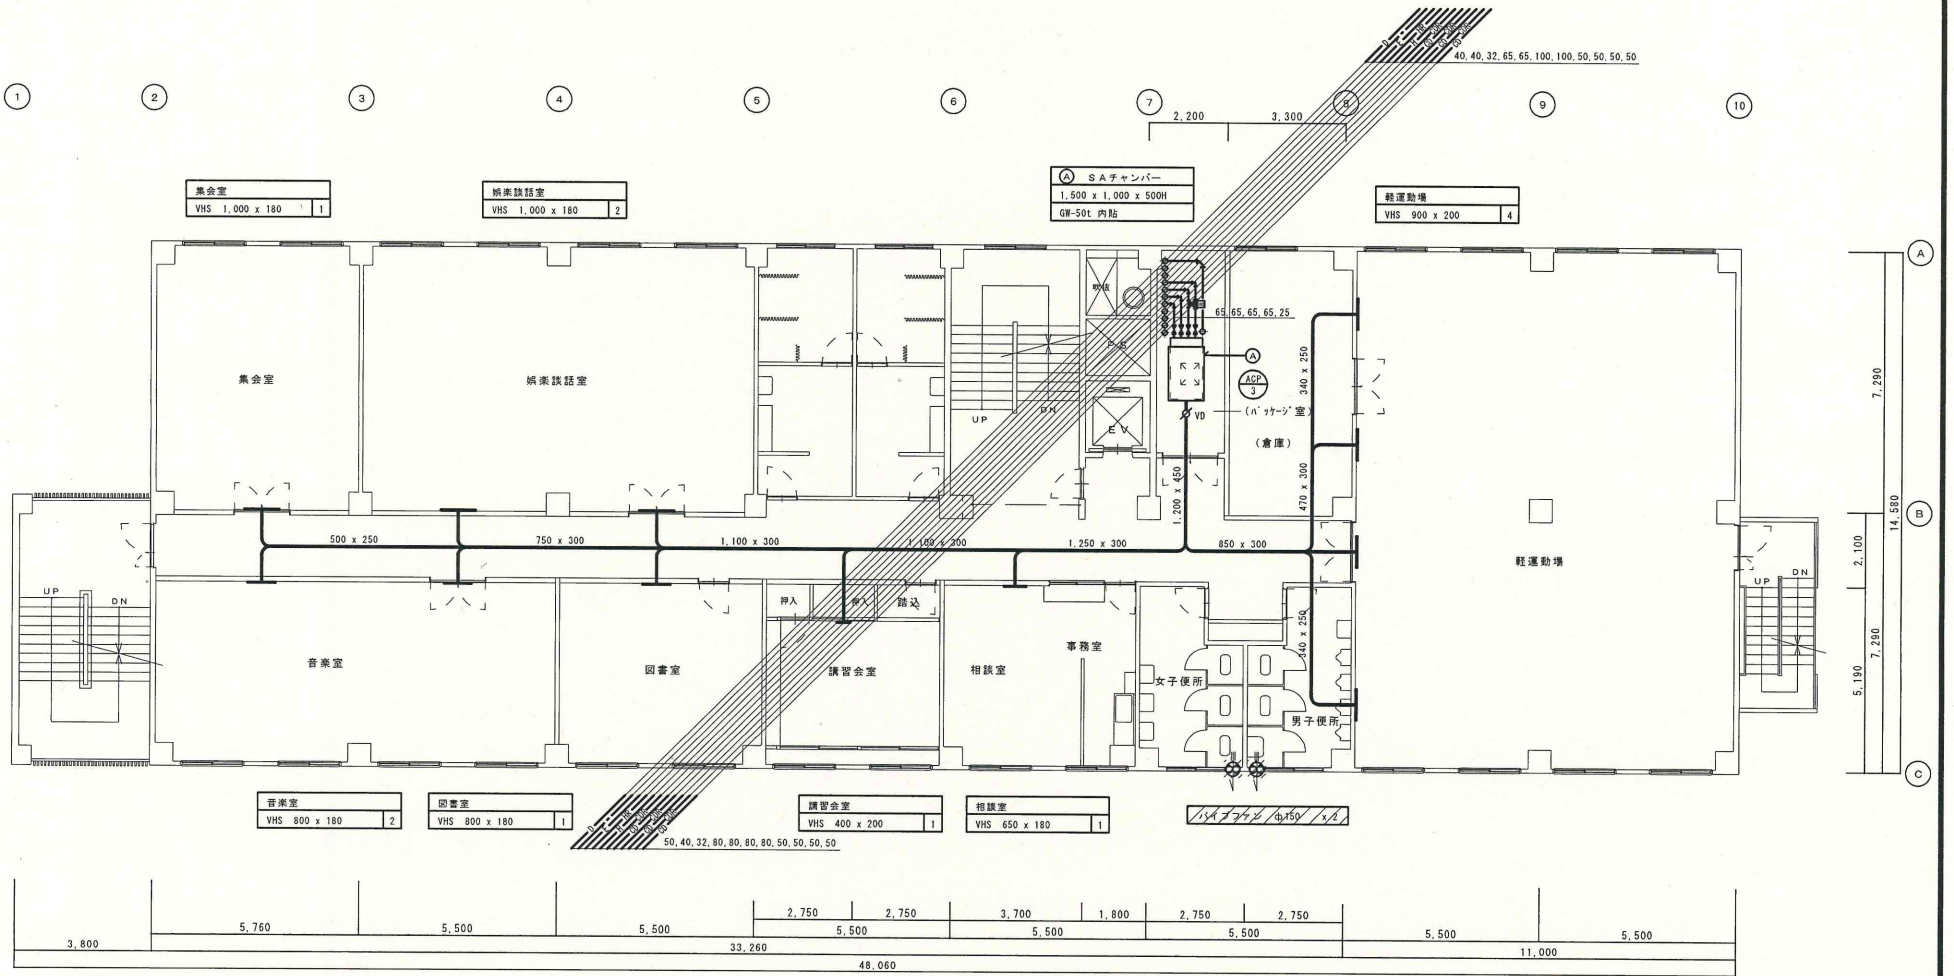 40, 40, 32, 65, 65, 100, 100, 50, 50, 50, 50
1
2
3
4
5
6
7
8
9
10
2,200
3,300
集会室
VHS 1,000 x 180 1
娯楽談話室
VHS 1,000 x 180 2
A SAチャンバー
1,500 x 1,000 x 500H
GW-50t 内貼
軽運動場
VHS 900 x 200 4
A
吹抜
65, 65, 65, 65, 25
PS
A
340 x 250
7,290
集会室
娯楽談話室
ACP
3
UP
DN
EV
VD
(パッケージ室)
(倉庫)
1,200 x 450
470 x 300
14,580
B
500 x 250
750 x 300
1,100 x 300
1,100 x 300
1,250 x 300
850 x 300
軽運動場
2,100
UP
DN
押入
押入
踏込
UP
DN
340 x 250
7,290
5,190
音楽室
図書室
講習会室
相談室
事務室
女子便所
男子便所
C
音楽室
VHS 800 x 180 2
図書室
VHS 800 x 180 1
講習会室
VHS 400 x 200 1
相談室
VHS 650 x 180 1
パイプファン φ150 x 2
50, 40, 32, 80, 80, 80, 80, 50, 50, 50, 50
2,750
2,750
3,700
1,800
2,750
2,750
5,760
5,500
5,500
5,500
5,500
5,500
5,500
5,500
3,800
33,260
11,000
48,060